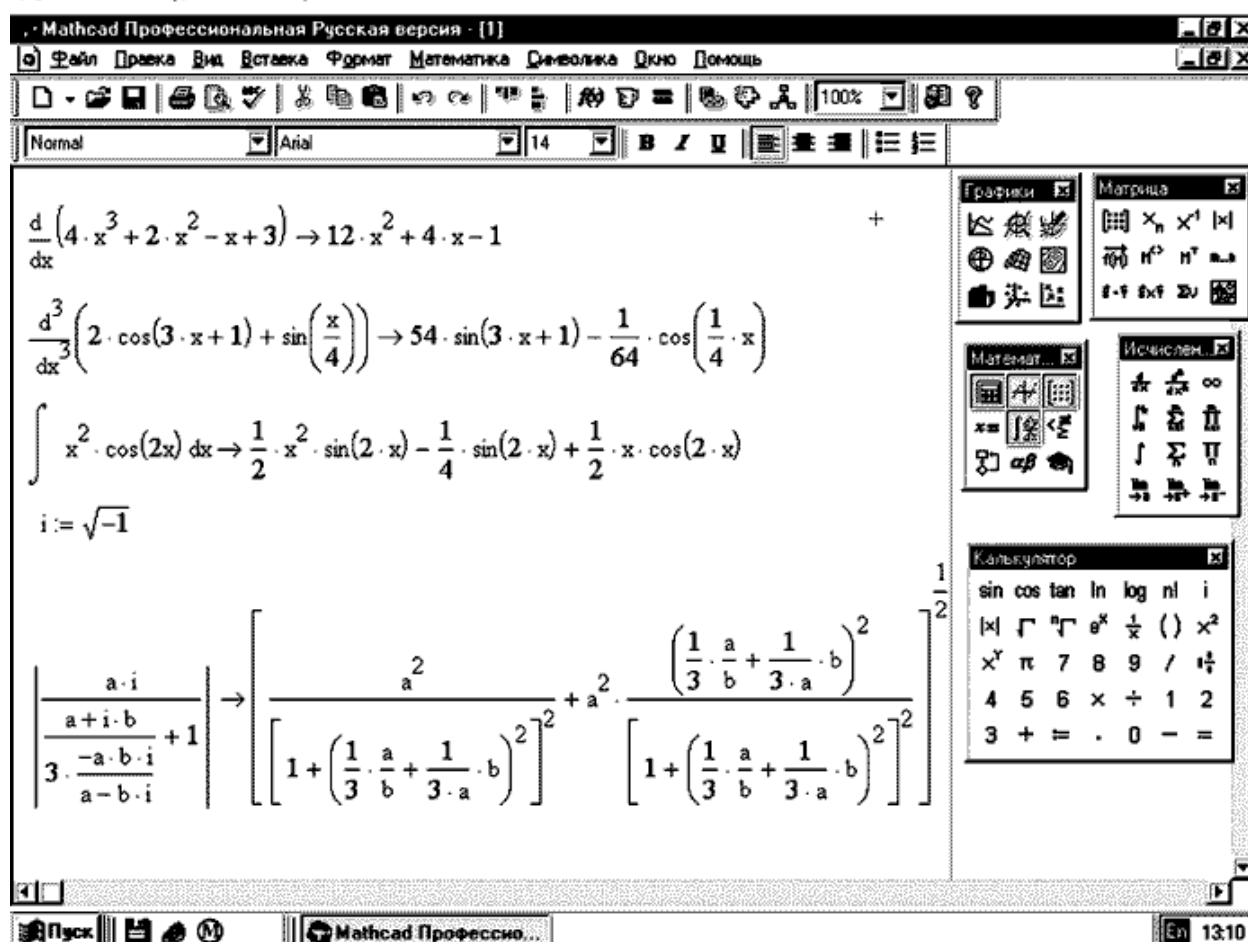 Mathcad Профессиональная Русская версия - [1]
Файл Правка Вид Вставка Формат Математика Символика Окно Помощь
100%
Normal Arial 14 B I U
d/dx(4·x^3+2·x^2−x+3)→12·x^2+4·x−1
d^3/dx^3(2·cos(3·x+1)+sin(x/4))→54·sin(3·x+1)−1/64·cos(1/4·x)
∫x^2·cos(2x) dx→1/2·x^2·sin(2·x)−1/4·sin(2·x)+1/2·x·cos(2·x)
i:=√−1
|a·i/((a+i·b)/(3·(−a·b·i)/(a−b·i))+1)|→[a^2/[1+(1/3·a/b+1/(3·a)·b)^2]^2+a^2·(1/3·a/b+1/(3·a)·b)^2/[1+(1/3·a/b+1/(3·a)·b)^2]^2]^(1/2)
Графики
Матрица
Математ...
x=
αβ
Исчислен...
Калькулятор
sin cos tan ln log n! i
|x| √ ⁿ√ e^x 1/x ( ) x^2
x^Y π 7 8 9 /
4 5 6 × ÷ 1 2
3 + := . 0 − =
Пуск
Mathcad Профессио...
En 13:10